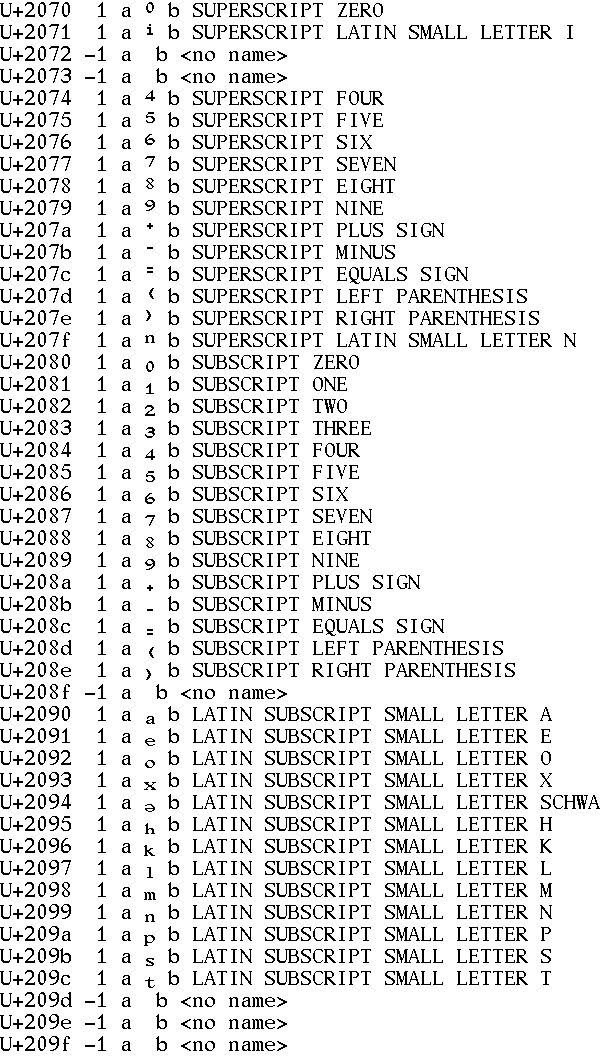 U+2070  1 a ⁰ b SUPERSCRIPT ZERO
U+2071  1 a ⁱ b SUPERSCRIPT LATIN SMALL LETTER I
U+2072 -1 a  b <no name>
U+2073 -1 a  b <no name>
U+2074  1 a ⁴ b SUPERSCRIPT FOUR
U+2075  1 a ⁵ b SUPERSCRIPT FIVE
U+2076  1 a ⁶ b SUPERSCRIPT SIX
U+2077  1 a ⁷ b SUPERSCRIPT SEVEN
U+2078  1 a ⁸ b SUPERSCRIPT EIGHT
U+2079  1 a ⁹ b SUPERSCRIPT NINE
U+207a  1 a ⁺ b SUPERSCRIPT PLUS SIGN
U+207b  1 a ⁻ b SUPERSCRIPT MINUS
U+207c  1 a ⁼ b SUPERSCRIPT EQUALS SIGN
U+207d  1 a ⁽ b SUPERSCRIPT LEFT PARENTHESIS
U+207e  1 a ⁾ b SUPERSCRIPT RIGHT PARENTHESIS
U+207f  1 a ⁿ b SUPERSCRIPT LATIN SMALL LETTER N
U+2080  1 a ₀ b SUBSCRIPT ZERO
U+2081  1 a ₁ b SUBSCRIPT ONE
U+2082  1 a ₂ b SUBSCRIPT TWO
U+2083  1 a ₃ b SUBSCRIPT THREE
U+2084  1 a ₄ b SUBSCRIPT FOUR
U+2085  1 a ₅ b SUBSCRIPT FIVE
U+2086  1 a ₆ b SUBSCRIPT SIX
U+2087  1 a ₇ b SUBSCRIPT SEVEN
U+2088  1 a ₈ b SUBSCRIPT EIGHT
U+2089  1 a ₉ b SUBSCRIPT NINE
U+208a  1 a ₊ b SUBSCRIPT PLUS SIGN
U+208b  1 a ₋ b SUBSCRIPT MINUS
U+208c  1 a ₌ b SUBSCRIPT EQUALS SIGN
U+208d  1 a ₍ b SUBSCRIPT LEFT PARENTHESIS
U+208e  1 a ₎ b SUBSCRIPT RIGHT PARENTHESIS
U+208f -1 a  b <no name>
U+2090  1 a ₐ b LATIN SUBSCRIPT SMALL LETTER A
U+2091  1 a ₑ b LATIN SUBSCRIPT SMALL LETTER E
U+2092  1 a ₒ b LATIN SUBSCRIPT SMALL LETTER O
U+2093  1 a ₓ b LATIN SUBSCRIPT SMALL LETTER X
U+2094  1 a ₔ b LATIN SUBSCRIPT SMALL LETTER SCHWA
U+2095  1 a ₕ b LATIN SUBSCRIPT SMALL LETTER H
U+2096  1 a ₖ b LATIN SUBSCRIPT SMALL LETTER K
U+2097  1 a ₗ b LATIN SUBSCRIPT SMALL LETTER L
U+2098  1 a ₘ b LATIN SUBSCRIPT SMALL LETTER M
U+2099  1 a ₙ b LATIN SUBSCRIPT SMALL LETTER N
U+209a  1 a ₚ b LATIN SUBSCRIPT SMALL LETTER P
U+209b  1 a ₛ b LATIN SUBSCRIPT SMALL LETTER S
U+209c  1 a ₜ b LATIN SUBSCRIPT SMALL LETTER T
U+209d -1 a  b <no name>
U+209e -1 a  b <no name>
U+209f -1 a  b <no name>